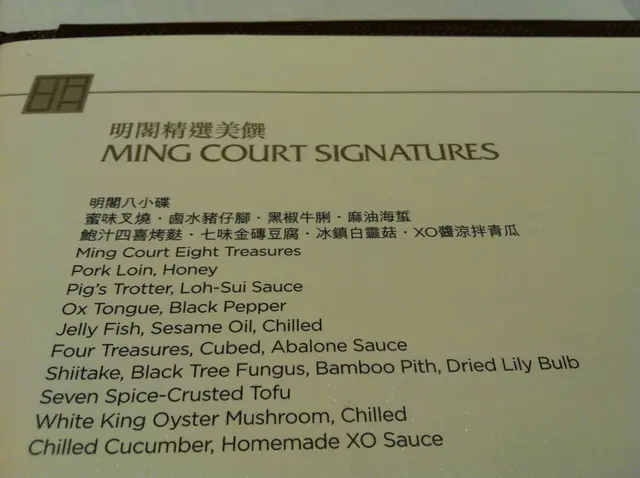 明閣精選美饌
MING COURT SIGNATURES
明閣八小碟
蜜味叉燒・鹵水豬仔腳・黑椒牛脷・麻油海蜇
鮑汁四喜烤麩・七味金磚豆腐・冰鎮白靈菇・XO醬涼拌青瓜
Ming Court Eight Treasures
Pork Loin, Honey
Pig's Trotter, Loh-Sui Sauce
Ox Tongue, Black Pepper
Jelly Fish, Sesame Oil, Chilled
Four Treasures, Cubed, Abalone Sauce
Shiitake, Black Tree Fungus, Bamboo Pith, Dried Lily Bulb
Seven Spice-Crusted Tofu
White King Oyster Mushroom, Chilled
Chilled Cucumber, Homemade XO Sauce